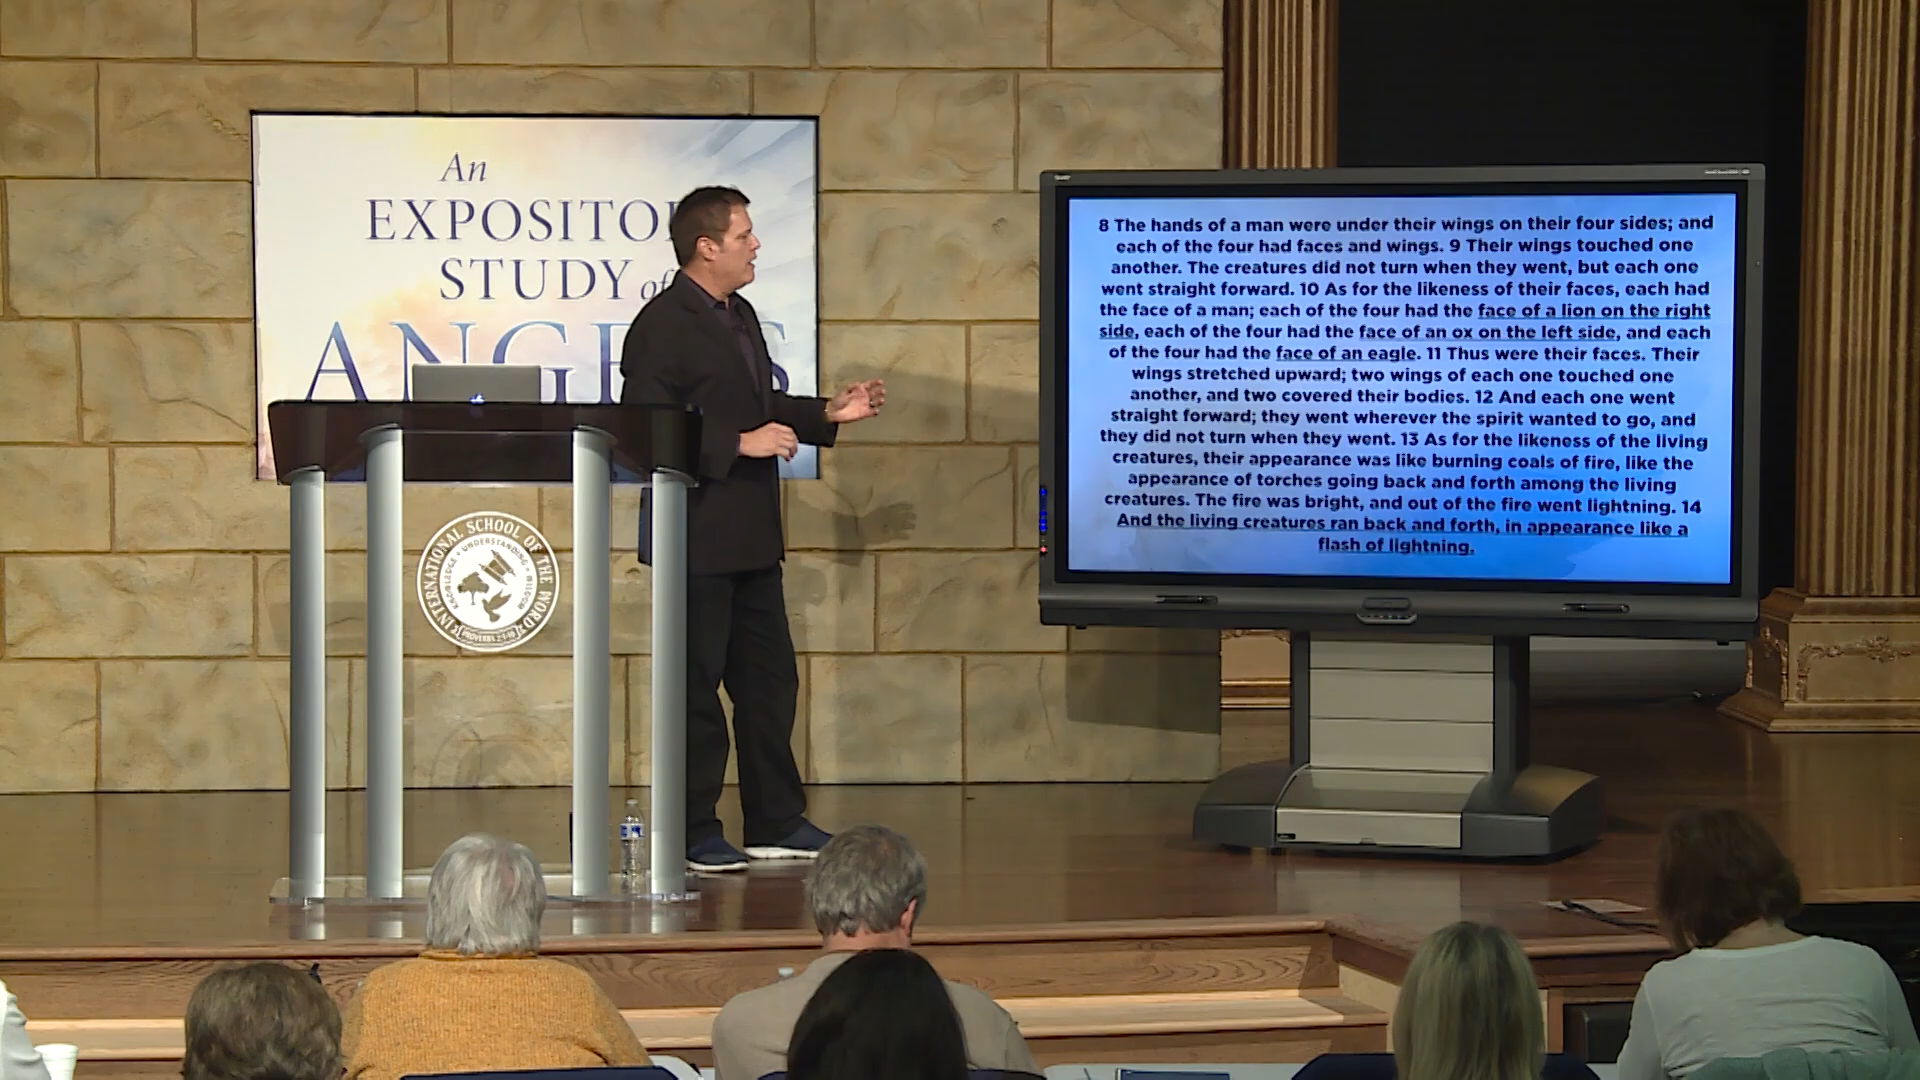 An
EXPOSITO
STUDY of
ANGE S
8 The hands of a man were under their wings on their four sides; and
each of the four had faces and wings. 9 Their wings touched one
another. The creatures did not turn when they went, but each one
went straight forward. 10 As for the likeness of their faces, each had
the face of a man; each of the four had the face of a lion on the right
side, each of the four had the face of an ox on the left side, and each
of the four had the face of an eagle. 11 Thus were their faces. Their
wings stretched upward; two wings of each one touched one
another, and two covered their bodies. 12 And each one went
straight forward; they went wherever the spirit wanted to go, and
they did not turn when they went. 13 As for the likeness of the living
creatures, their appearance was like burning coals of fire, like the
appearance of torches going back and forth among the living
creatures. The fire was bright, and out of the fire went lightning. 14
And the living creatures ran back and forth, in appearance like a
flash of lightning.
INTERNATIONAL SCHOOL OF THE WORD
KNOWLEDGE • UNDERSTANDING • WISDOM